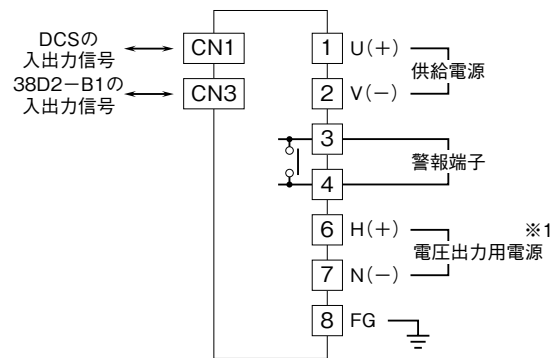 DCSの
入出力信号
CN1
38D2－B1の
入出力信号
CN3
1 U(＋)
供給電源
2 V(－)
3
警報端子
4
※1
6 H(＋)
電圧出力用電源
7 N(－)
8 FG